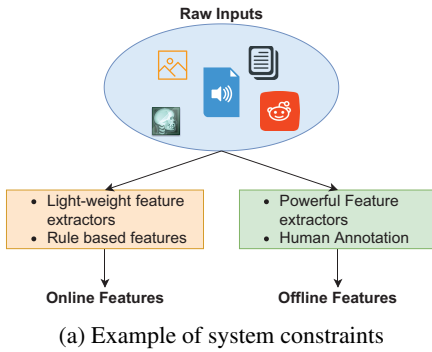 Raw Inputs
• Light-weight feature
extractors
• Rule based features
• Powerful Feature
extractors
• Human Annotation
Online Features
Offline Features
(a) Example of system constraints